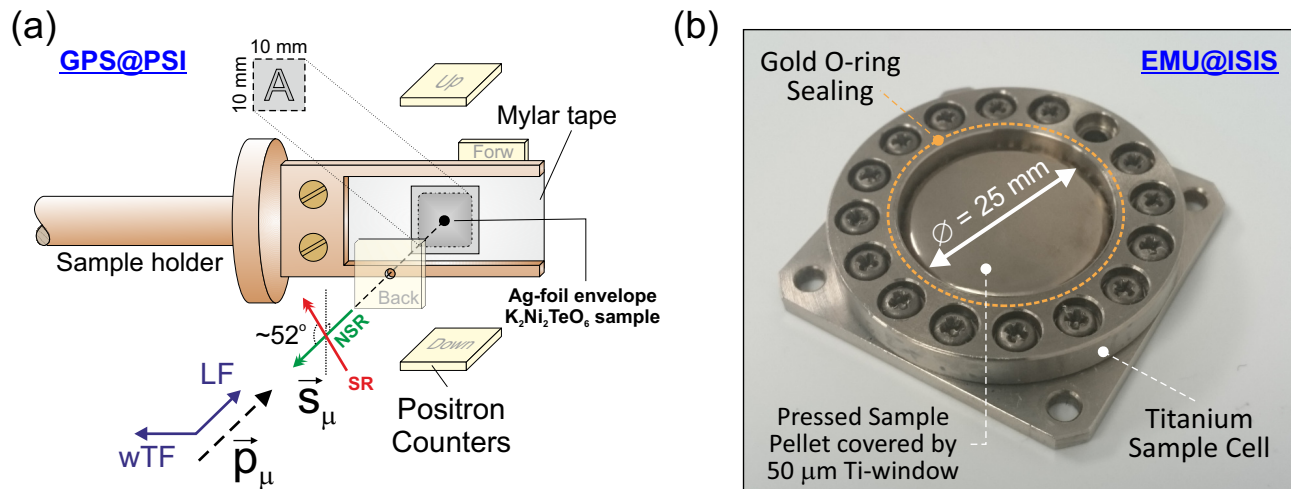 (a)
GPS@PSI
10 mm
10 mm
A
Up
Mylar tape
Forw
Sample holder
Back
Ag-foil envelope
K₂Ni₂TeO₆ sample
~52°
NSR
SR
Down
LF
s⃗μ
Positron
Counters
wTF
p⃗μ
(b)
Gold O-ring
Sealing
EMU@ISIS
Ø = 25 mm
Pressed Sample
Pellet covered by
50 μm Ti-window
Titanium
Sample Cell